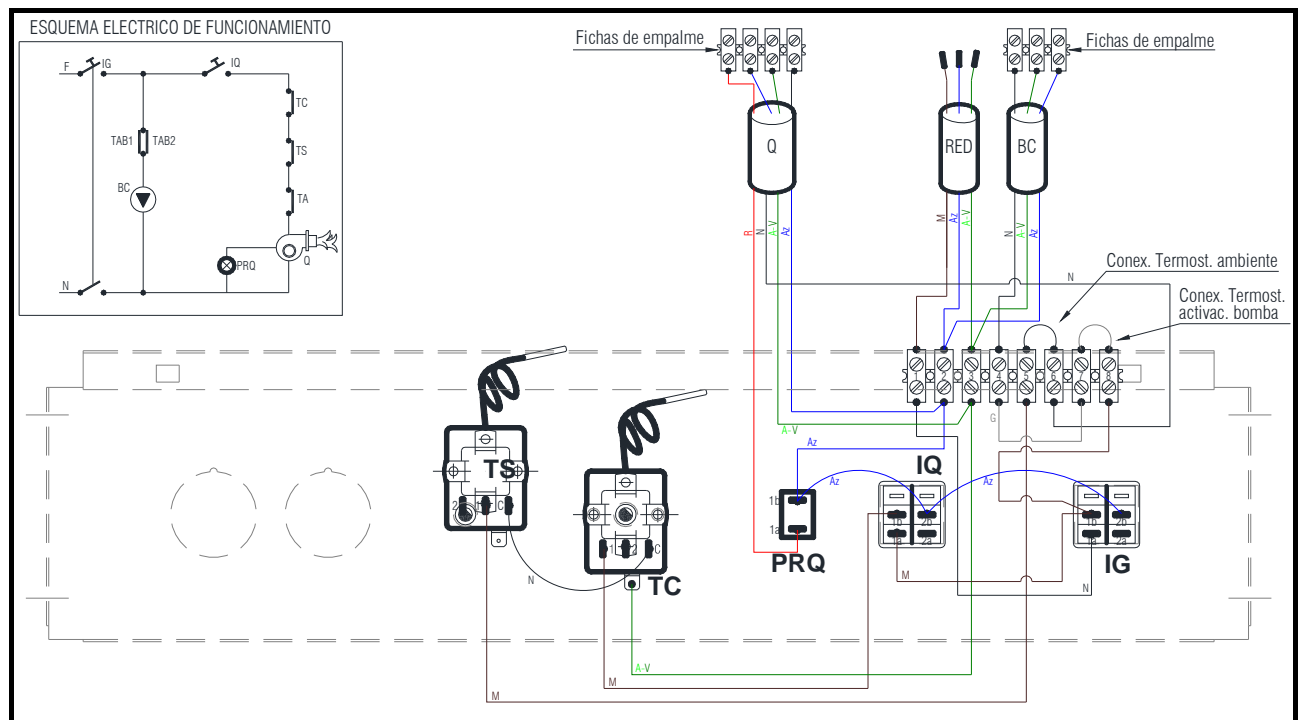 ESQUEMA ELECTRICO DE FUNCIONAMIENTO
F
IG
IQ
TC
TAB1
TAB2
TS
BC
TA
PRQ
Q
N
Fichas de empalme
Fichas de empalme
Q
RED
BC
R
N
A-V
Az
M
Az
A-V
N
A-V
Az
N
Conex. Termost. ambiente
Conex. Termost.
activac. bomba
3
4
5
6
7
8
G
A-V
Az
TS
2
1
C
1
2
C
TC
N
1b
1a
PRQ
Az
IQ
1b
2b
1a
2a
Az
1b
2b
1a
2a
IG
M
N
A-V
M
M